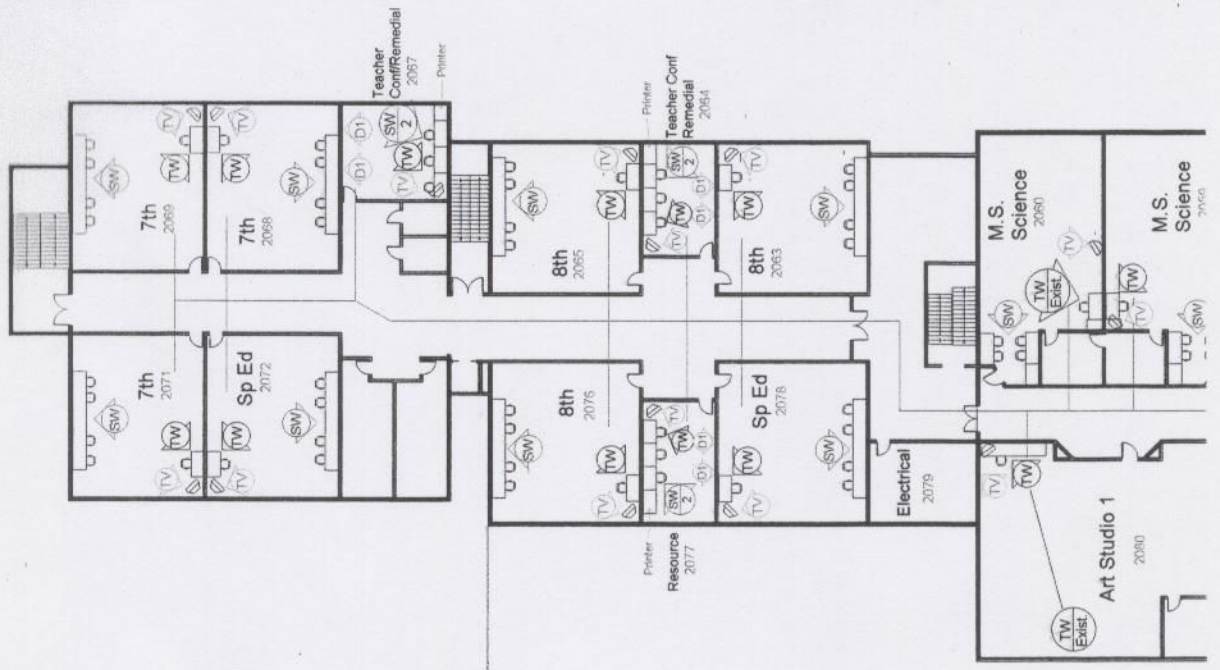 Teacher
Conf/Remedial
2067
Printer
7th
2069
TV
TW
SW
7th
2068
TV
TW
SW
D1
D1
SW
2
TW
TV
7th
2071
SW
TW
TV
Sp Ed
2072
TW
TV
SW
Printer
Teacher Conf
Remedial
2064
8th
2065
SW
TW
TV
SW
2
TW
TV
D1
D1
8th
2063
TV
TW
SW
8th
2076
SW
TW
TV
Printer
Resource
2077
SW
2
TW
TV
D1
D1
Sp Ed
2078
TW
TV
SW
Electrical
2079
M.S.
Science
2060
TV
TW
Exist.
SW
M.S.
Science
2059
TW
TV
SW
Art Studio 1
2080
TV
TW
TW
Exist.